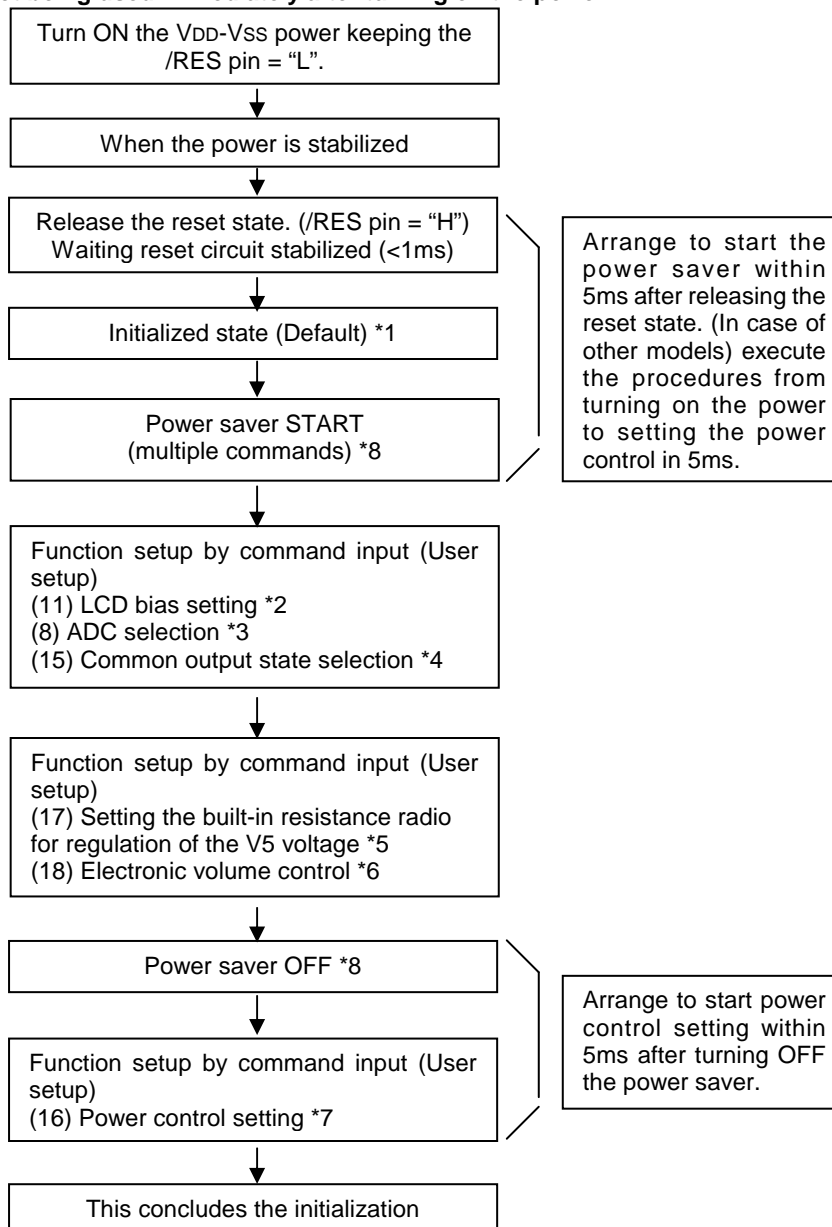 Turn ON the VDD-VSS power keeping the
/RES pin = “L”.
When the power is stabilized
Release the reset state. (/RES pin = “H”)
Waiting reset circuit stabilized (<1ms)
Initialized state (Default) *1
Power saver START
(multiple commands) *8
Arrange to start the
power saver within
5ms after releasing the
reset state. (In case of
other models) execute
the procedures from
turning on the power
to setting the power
control in 5ms.
Function setup by command input (User
setup)
(11) LCD bias setting *2
(8) ADC selection *3
(15) Common output state selection *4
Function setup by command input (User
setup)
(17) Setting the built-in resistance radio
for regulation of the V5 voltage *5
(18) Electronic volume control *6
Power saver OFF *8
Function setup by command input (User
setup)
(16) Power control setting *7
Arrange to start power
control setting within
5ms after turning OFF
the power saver.
This concludes the initialization